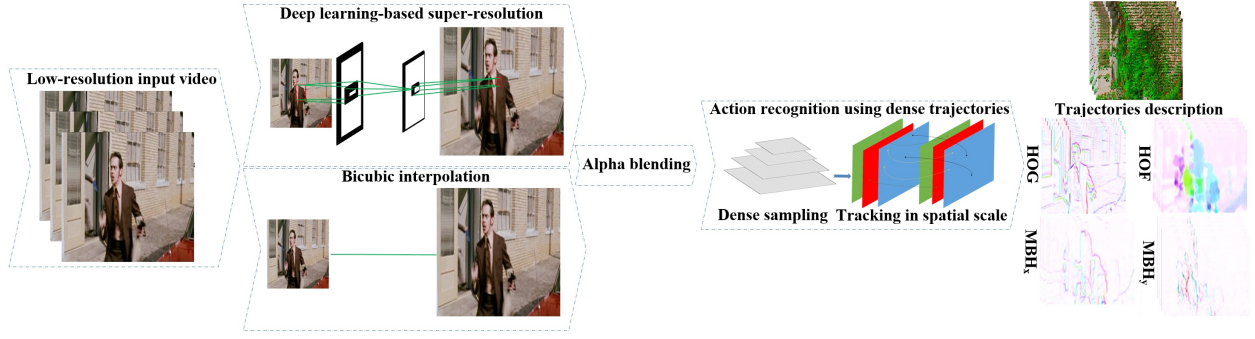 Low-resolution input video
Deep learning-based super-resolution
Bicubic interpolation
Alpha blending
Action recognition using dense trajectories
Dense sampling
Tracking in spatial scale
Trajectories description
HOG
HOF
MBHx
MBHy